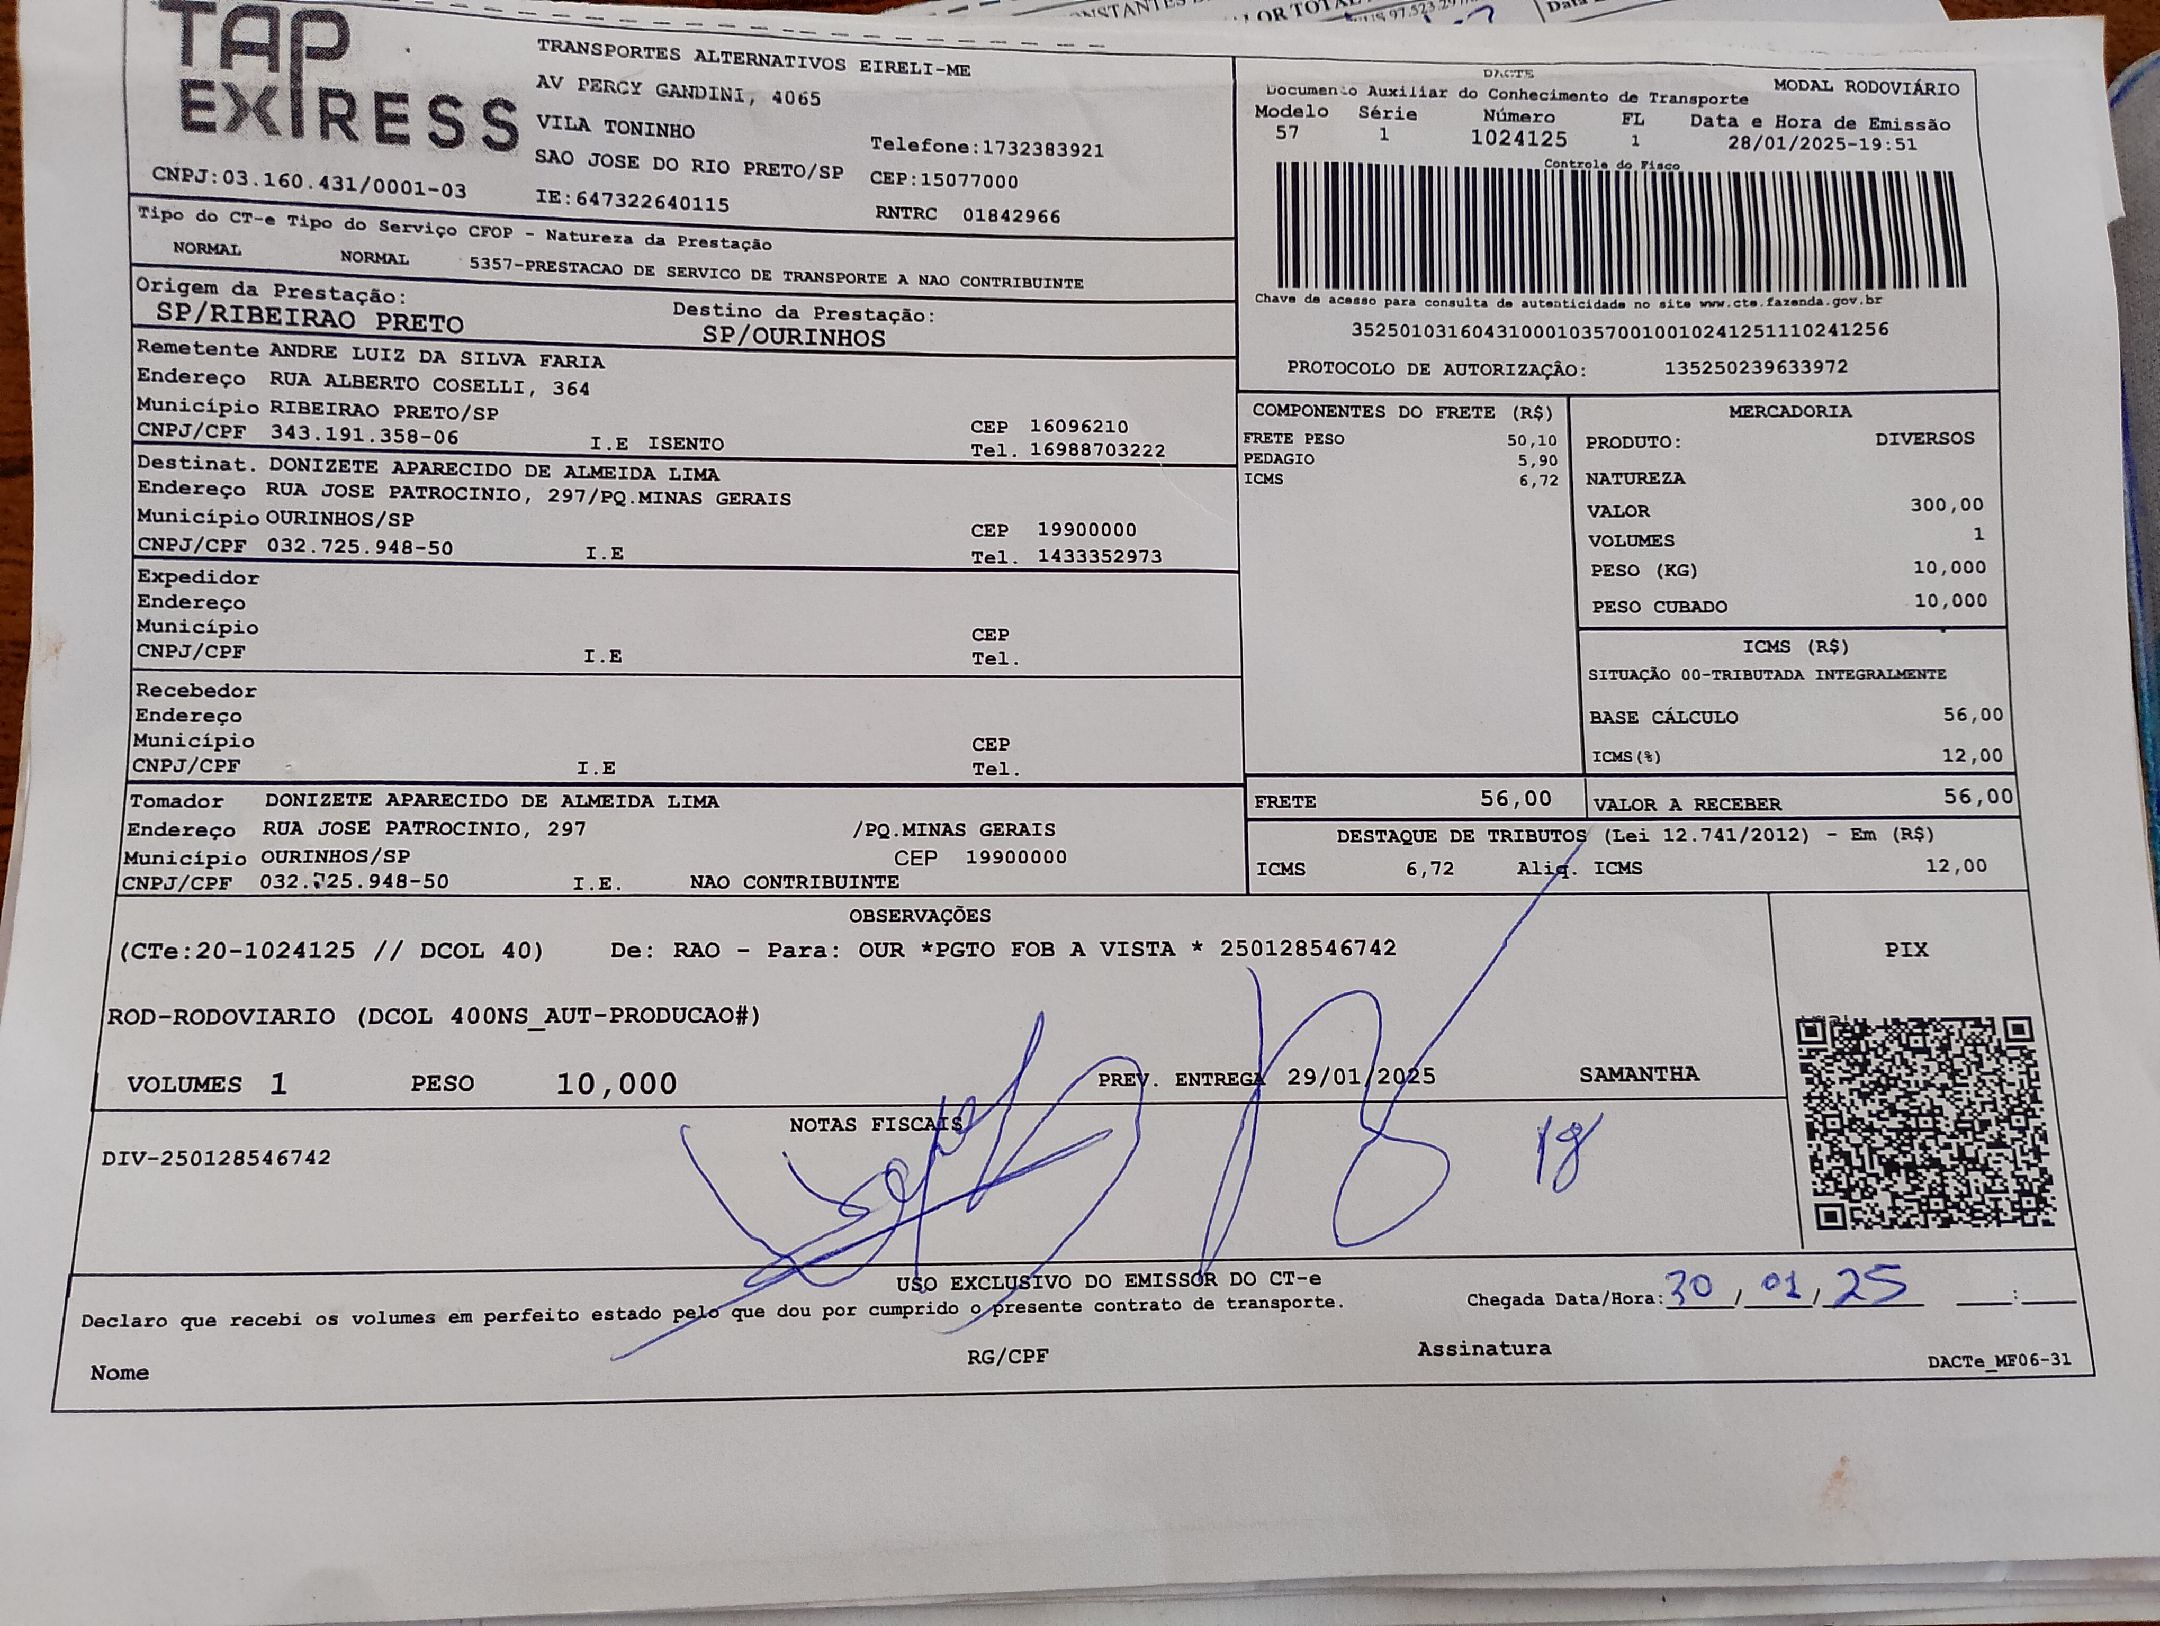 TAP
EXPRESS
TRANSPORTES ALTERNATIVOS EIRELI-ME
AV PERCY GANDINI, 4065
VILA TONINHO
Telefone:1732383921
SAO JOSE DO RIO PRETO/SP CEP:15077000
CNPJ:03.160.431/0001-03 IE:647322640115 RNTRC 01842966
DACTE
MODAL RODOVIÁRIO
Documento Auxiliar do Conhecimento de Transporte
Modelo Série Número FL Data e Hora de Emissão
57 1 1024125 1 28/01/2025-19:51
Controle do Fisco
Chave de acesso para consulta de autenticidade no site www.cte.fazenda.gov.br
35250103160431000103570010010241251110241256
PROTOCOLO DE AUTORIZAÇÃO: 135250239633972
Tipo do CT-e Tipo do Serviço CFOP - Natureza da Prestação
NORMAL NORMAL 5357-PRESTACAO DE SERVICO DE TRANSPORTE A NAO CONTRIBUINTE
Origem da Prestação: Destino da Prestação:
SP/RIBEIRAO PRETO SP/OURINHOS
Remetente ANDRE LUIZ DA SILVA FARIA
Endereço RUA ALBERTO COSELLI, 364
Município RIBEIRAO PRETO/SP CEP 16096210
CNPJ/CPF 343.191.358-06 I.E ISENTO Tel. 16988703222
Destinat. DONIZETE APARECIDO DE ALMEIDA LIMA
Endereço RUA JOSE PATROCINIO, 297/PQ.MINAS GERAIS
Município OURINHOS/SP CEP 19900000
CNPJ/CPF 032.725.948-50 I.E Tel. 1433352973
Expedidor
Endereço
Município CEP
CNPJ/CPF I.E Tel.
Recebedor
Endereço
Município CEP
CNPJ/CPF I.E Tel.
Tomador DONIZETE APARECIDO DE ALMEIDA LIMA
Endereço RUA JOSE PATROCINIO, 297 /PQ.MINAS GERAIS
Município OURINHOS/SP CEP 19900000
CNPJ/CPF 032.725.948-50 I.E. NAO CONTRIBUINTE
COMPONENTES DO FRETE (R$)
FRETE PESO 50,10
PEDAGIO 5,90
ICMS 6,72
MERCADORIA
PRODUTO: DIVERSOS
NATUREZA
VALOR 300,00
VOLUMES 1
PESO (KG) 10,000
PESO CUBADO 10,000
ICMS (R$)
SITUAÇÃO 00-TRIBUTADA INTEGRALMENTE
BASE CÁLCULO 56,00
ICMS(%) 12,00
FRETE 56,00 VALOR A RECEBER 56,00
DESTAQUE DE TRIBUTOS (Lei 12.741/2012) - Em (R$)
ICMS 6,72 Aliq. ICMS 12,00
OBSERVAÇÕES
(CTe:20-1024125 // DCOL 40) De: RAO - Para: OUR *PGTO FOB A VISTA * 250128546742
PIX
ROD-RODOVIARIO (DCOL 400NS_AUT-PRODUCAO#)
VOLUMES 1 PESO 10,000 PREV. ENTREGA 29/01/2025 SAMANTHA
NOTAS FISCAIS
DIV-250128546742
USO EXCLUSIVO DO EMISSOR DO CT-e
Declaro que recebi os volumes em perfeito estado pelo que dou por cumprido o presente contrato de transporte.
Chegada Data/Hora: 30/01/25 __:__
Nome RG/CPF Assinatura DACTe_MF06-31